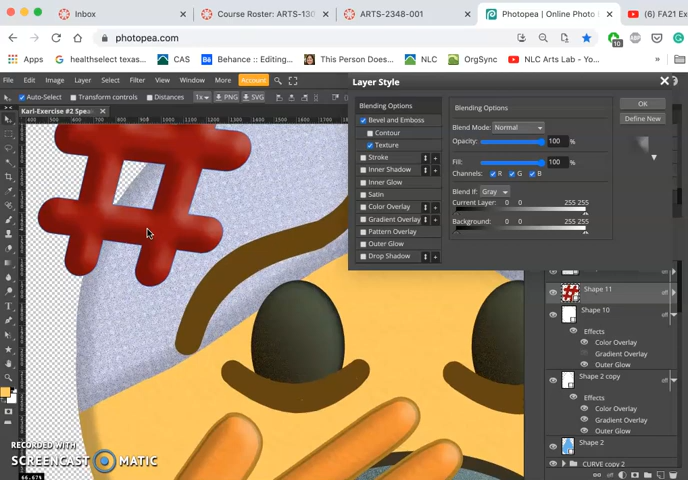 Inbox
Course Roster: ARTS-130
ARTS-2348-001
Photopea | Online Photo E
(6) FA21 E
photopea.com
Apps
healthselect texas...
CAS
Behance :: Editing...
This Person Does...
NLC
OrgSync
NLC Arts Lab - Yo...
10
File Edit Image Layer Select Filter View Window More Account
Auto-Select Transform controls Distances 1x PNG SVG
Karl-Exercise #2 Spea
Layer Style
Blending Options
Bevel and Emboss
Contour
Texture
Stroke
Inner Shadow
Inner Glow
Satin
Color Overlay
Gradient Overlay
Pattern Overlay
Outer Glow
Drop Shadow
Blending Options
Blend Mode: Normal
Opacity: 100 %
Fill: 100 %
Channels: R G B
Blend If: Gray
Current Layer: 0 0 255 255
Background: 0 0 255 255
OK
Define New
Shape 11
Shape 10
Effects
Color Overlay
Gradient Overlay
Outer Glow
Shape 2 copy
Effects
Color Overlay
Gradient Overlay
Outer Glow
Shape 2
CURVE copy 2
RECORDED WITH
SCREENCAST MATIC
66.67%